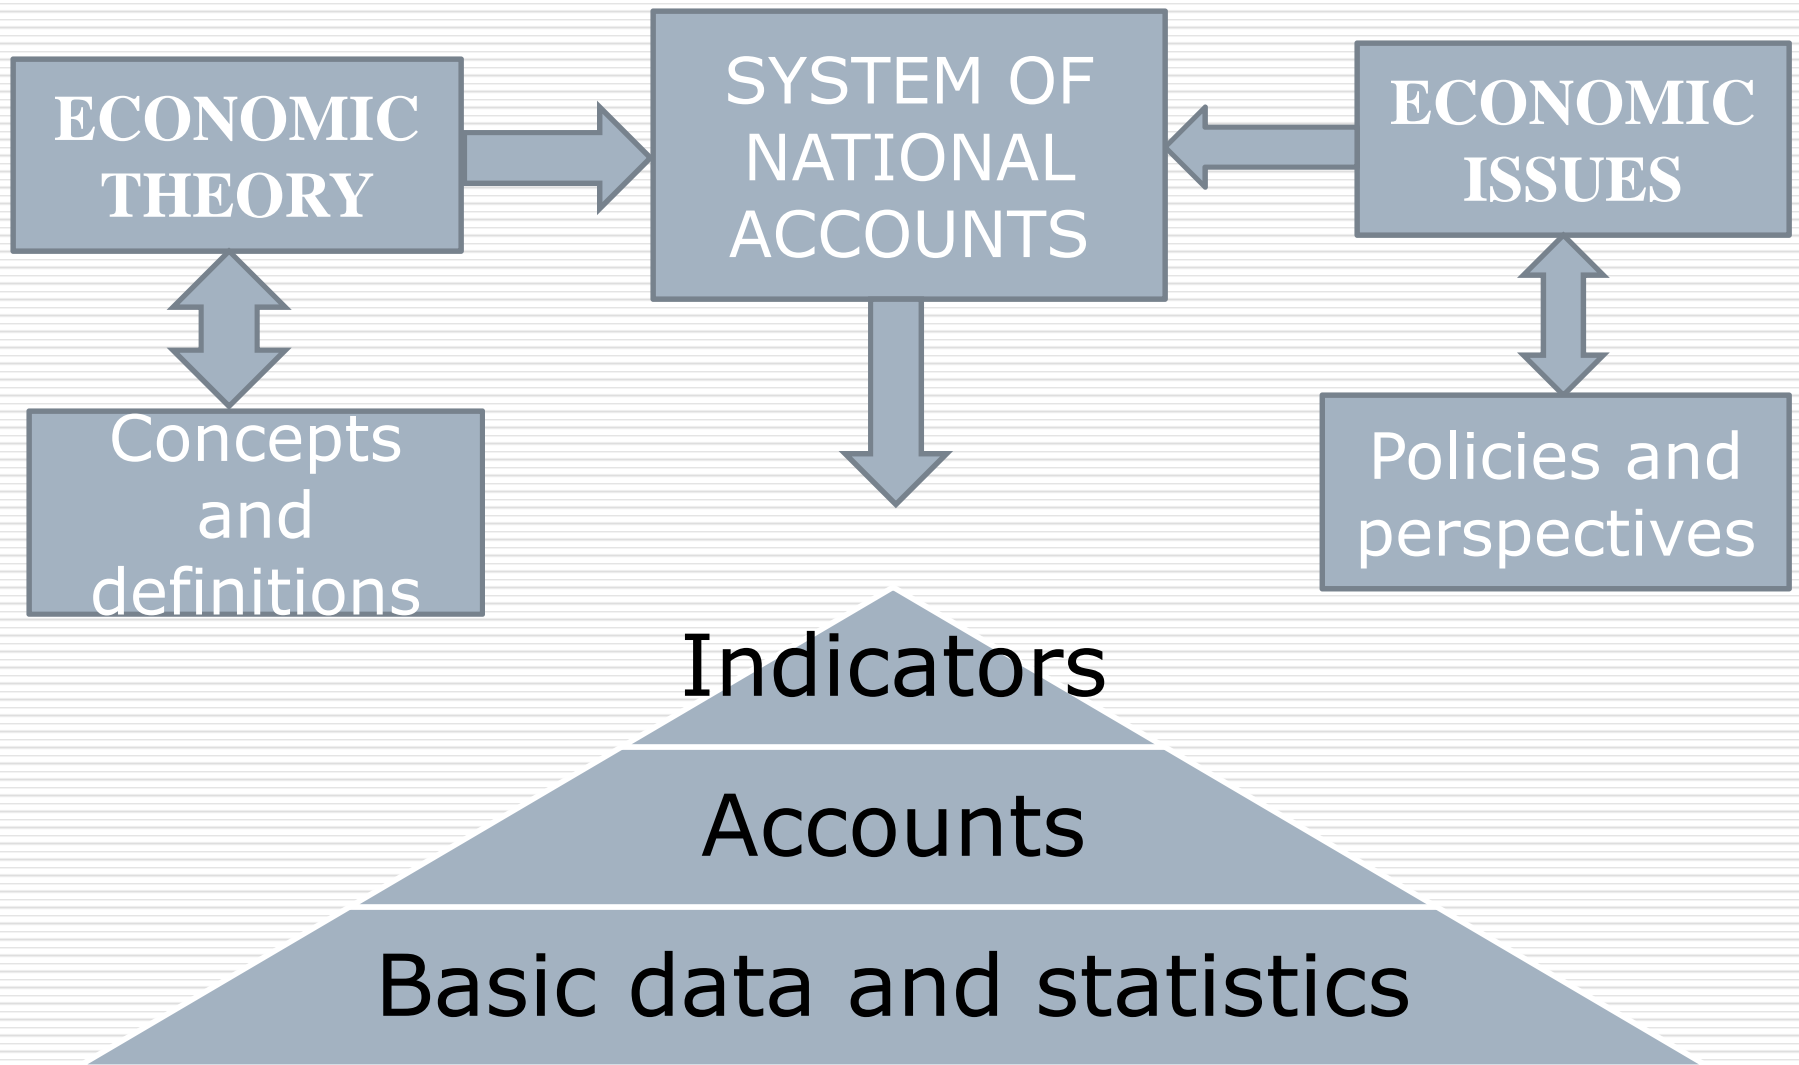 ECONOMIC
THEORY
SYSTEM OF
NATIONAL
ACCOUNTS
ECONOMIC
ISSUES
Concepts
and
definitions
Policies and
perspectives
Indicators
Accounts
Basic data and statistics